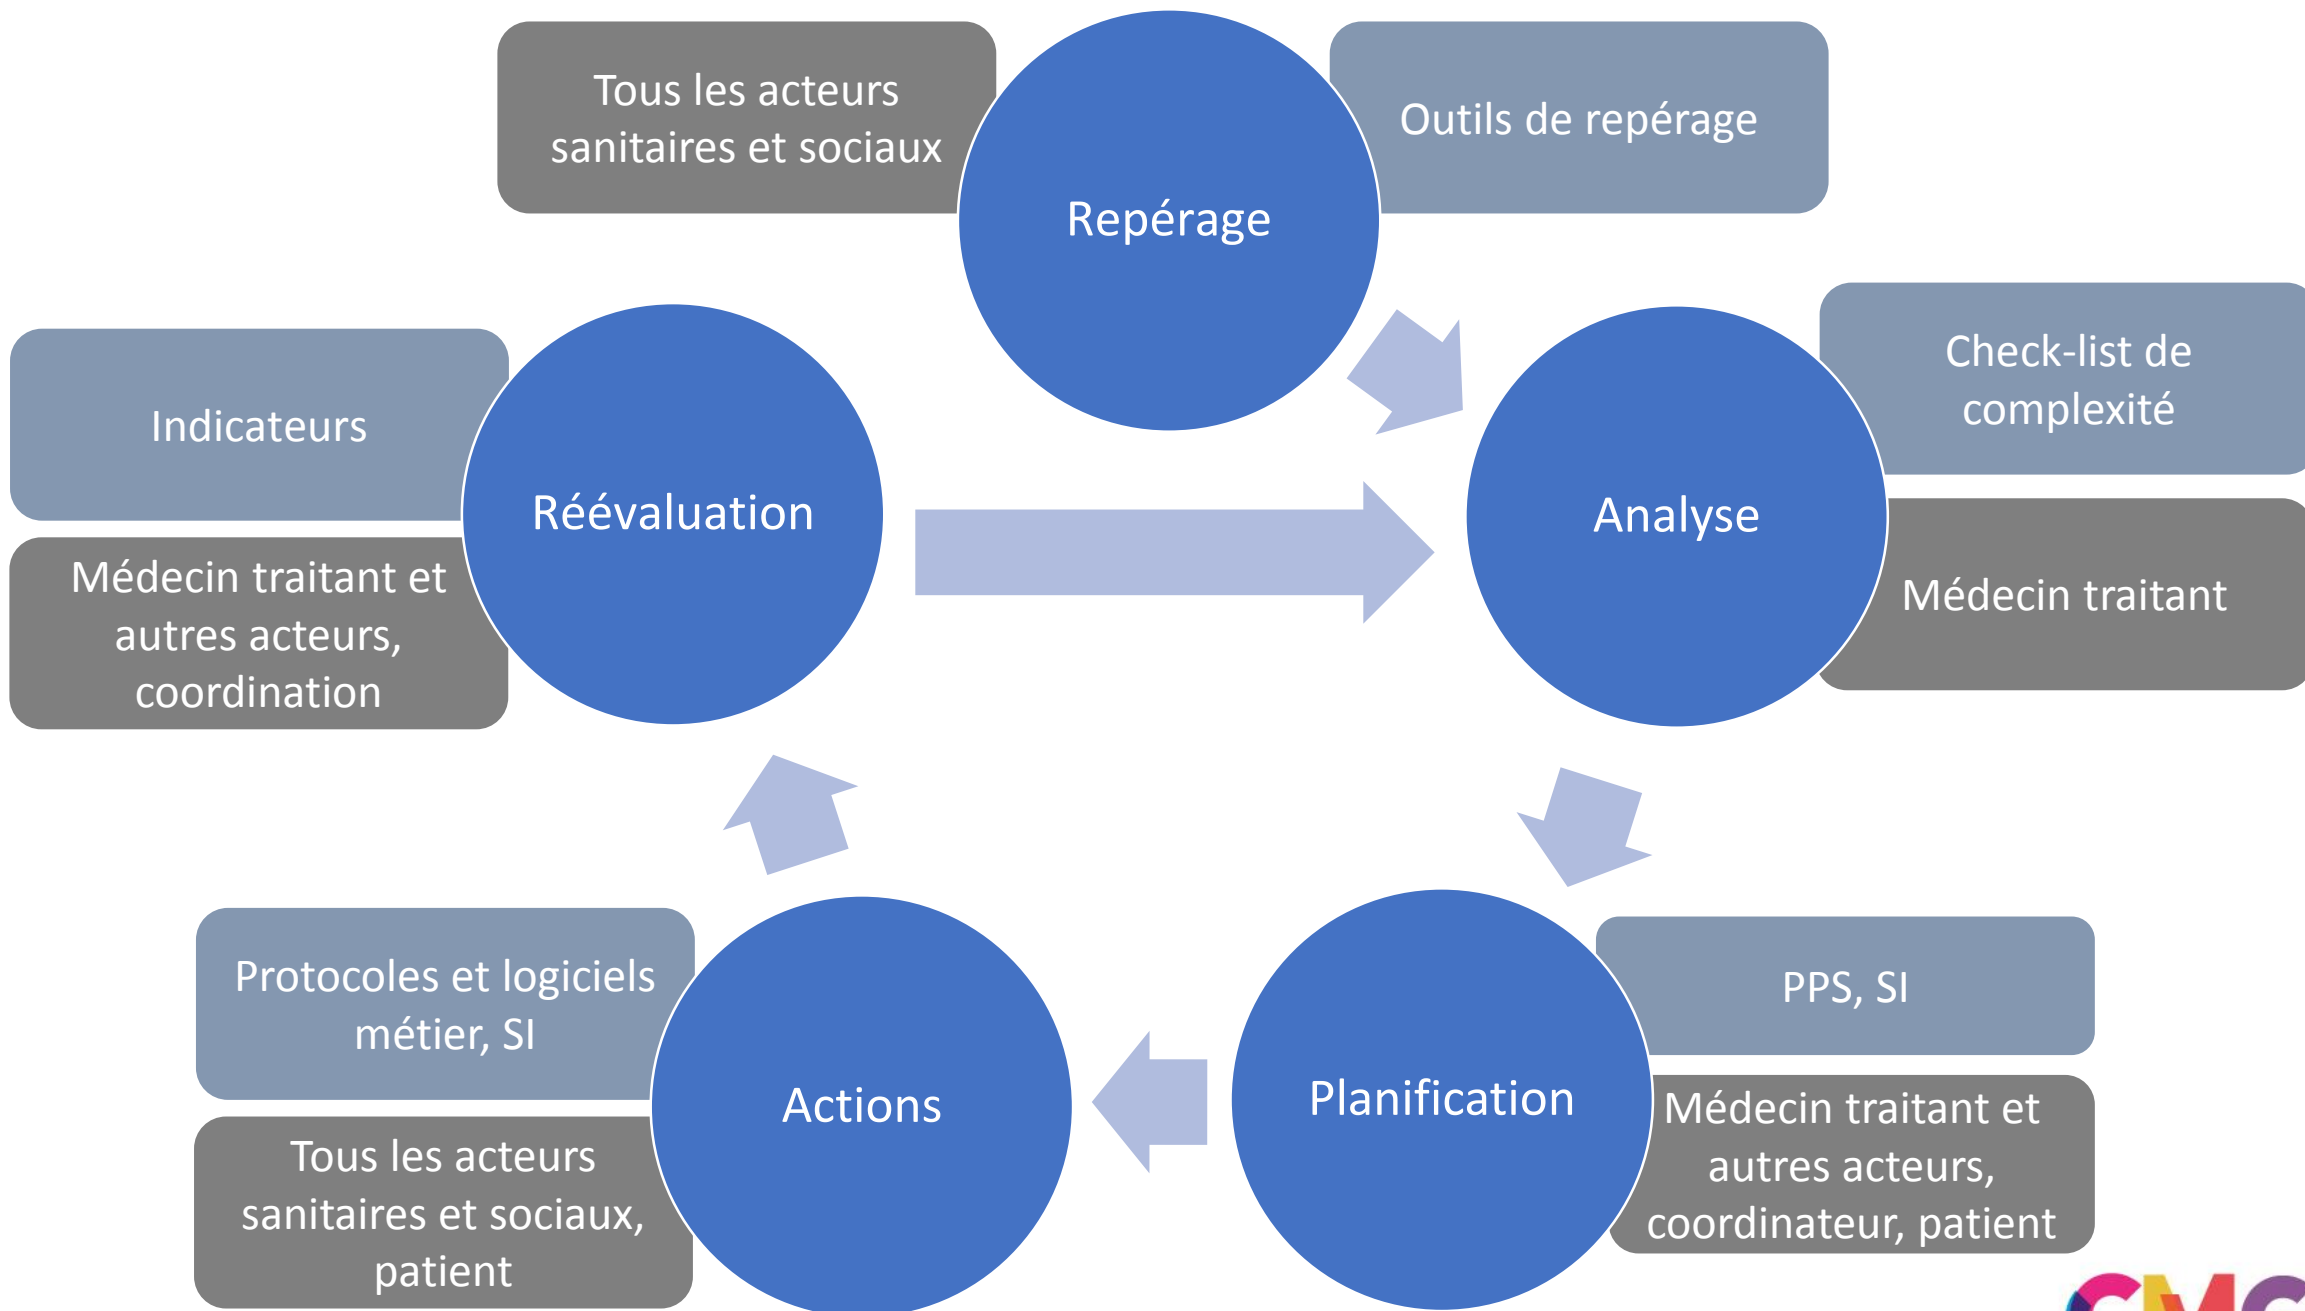 Tous les acteurs
sanitaires et sociaux
Repérage
Outils de repérage
Check-list de
complexité
Analyse
Médecin traitant
Indicateurs
Réévaluation
Médecin traitant et
autres acteurs,
coordination
PPS, SI
Planification
Médecin traitant et
autres acteurs,
coordinateur, patient
Protocoles et logiciels
métier, SI
Actions
Tous les acteurs
sanitaires et sociaux,
patient